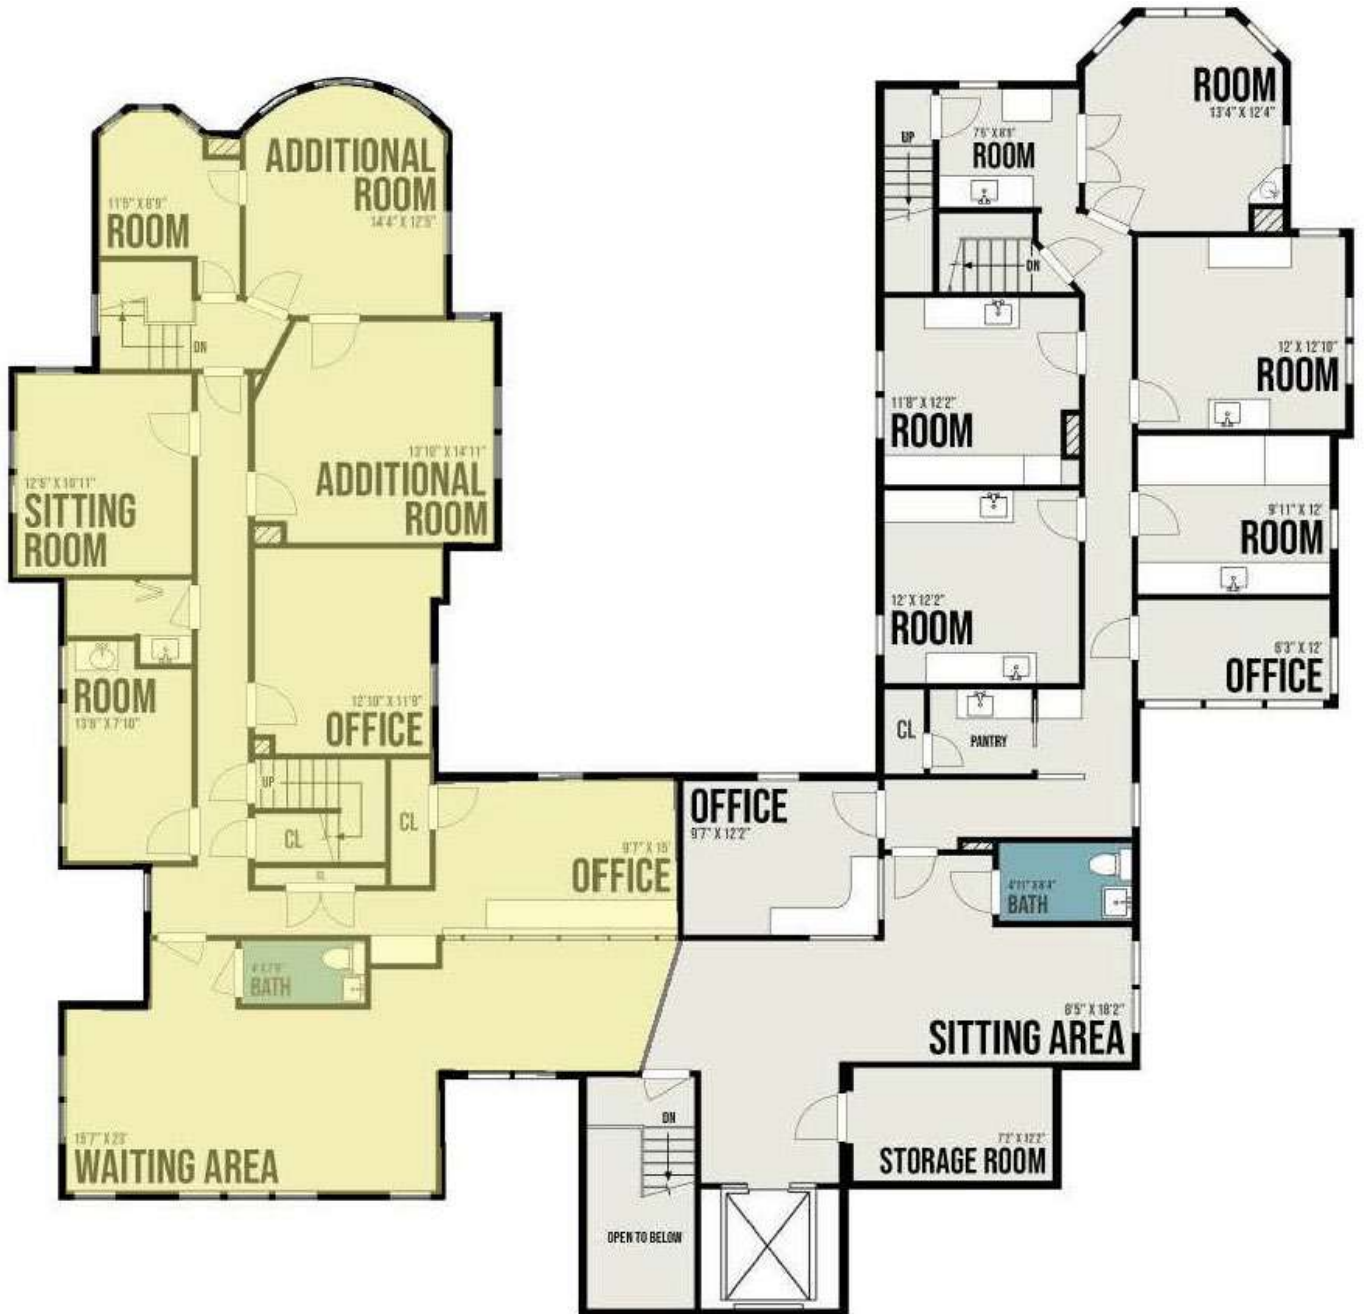 ROOM
13'4" X 12'4"
UP
7'5" X 8'9"
ROOM
ADDITIONAL
ROOM
14'4" X 12'5"
11'5" X 8'9"
ROOM
DN
DN
12' X 12'10"
ROOM
11'8" X 12'2"
ROOM
13'10" X 14'11"
ADDITIONAL
ROOM
12'6" X 10'11"
SITTING
ROOM
9'11" X 12'
ROOM
12' X 12'2"
ROOM
ROOM
13'8" X 7'10"
12'10" X 11'9"
OFFICE
8'3" X 12'
OFFICE
CL
PANTRY
UP
CL
CL
CL
9'7" X 15'
OFFICE
OFFICE
9'7" X 12'2"
4'11" X 8'4"
BATH
BATH
8'5" X 18'2"
SITTING AREA
15'7" X 23'
WAITING AREA
DN
7'2" X 12'2"
STORAGE ROOM
OPEN TO BELOW